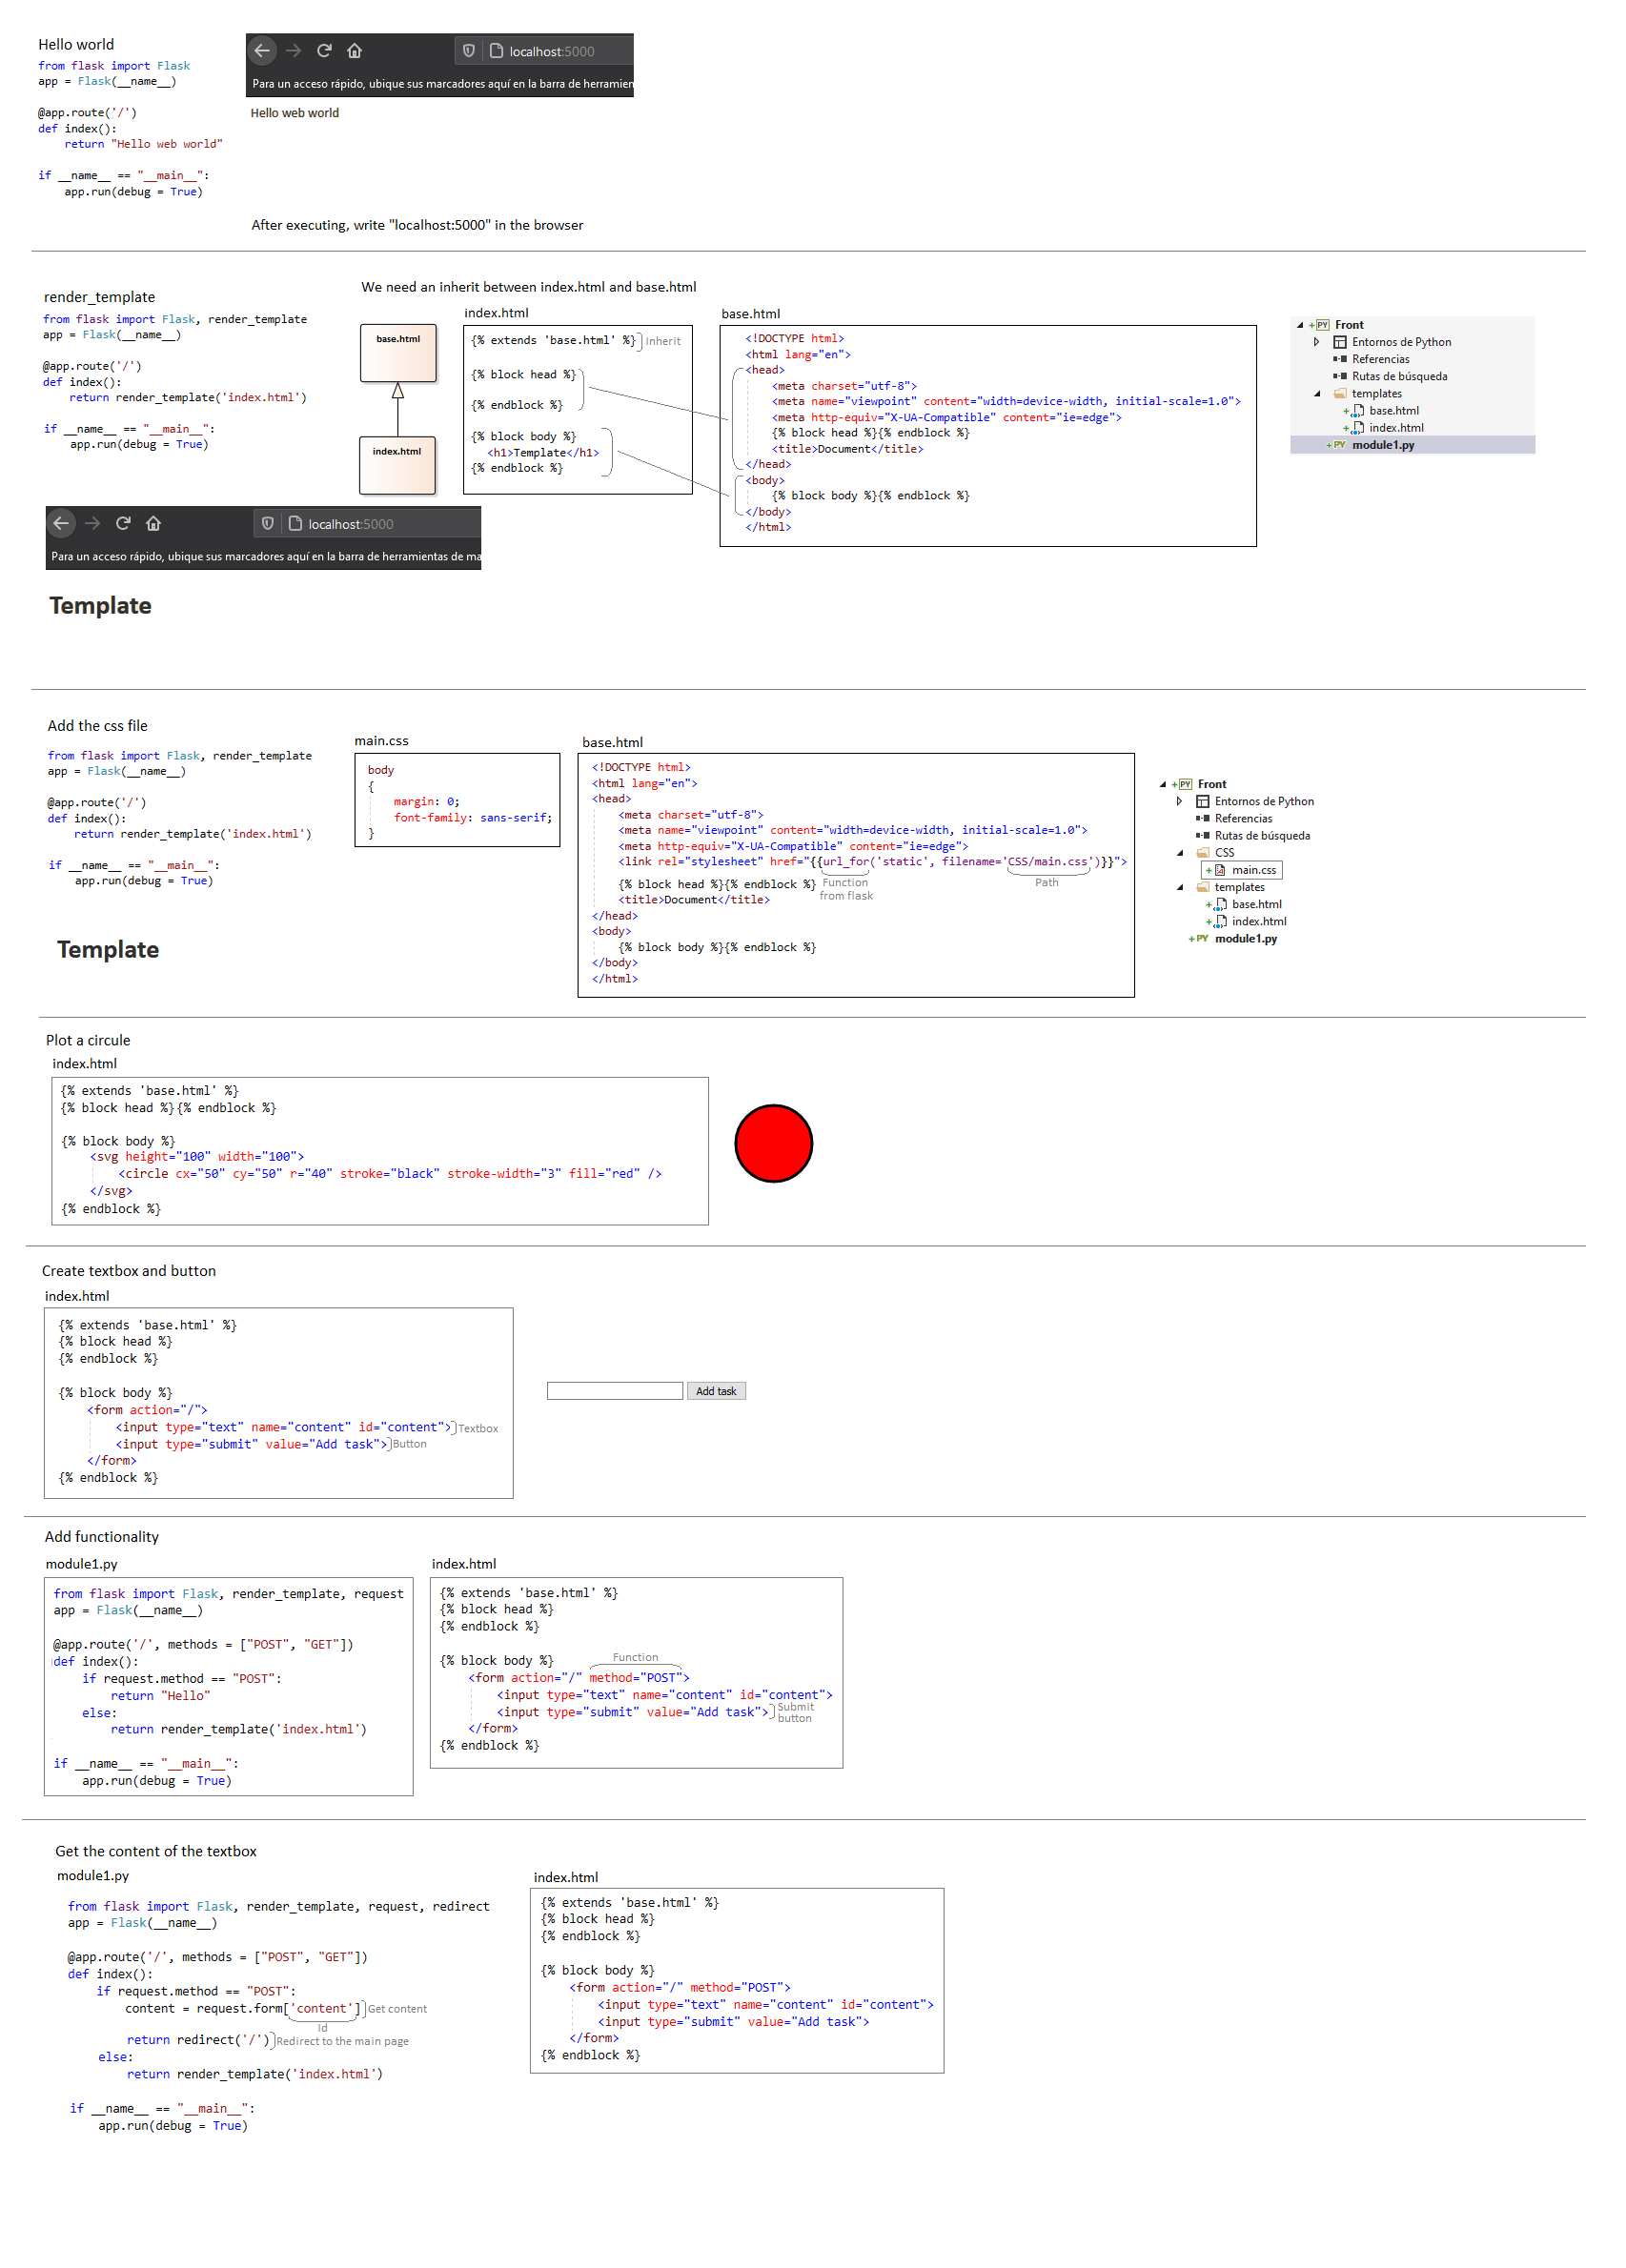 Hello world
from flask import Flask
app = Flask(__name__)
@app.route('/')
def index():
    return "Hello web world"
if __name__ == "__main__":
    app.run(debug = True)
localhost:5000
Para un acceso rápido, ubique sus marcadores aquí en la barra de herramien
Hello web world
After executing, write "localhost:5000" in the browser
render_template
from flask import Flask, render_template
app = Flask(__name__)
@app.route('/')
def index():
    return render_template('index.html')
if __name__ == "__main__":
    app.run(debug = True)
We need an inherit between index.html and base.html
base.html
index.html
index.html
{% extends 'base.html' %} Inherit
{% block head %}
{% endblock %}
{% block body %}
  <h1>Template</h1>
{% endblock %}
base.html
<!DOCTYPE html>
<html lang="en">
<head>
    <meta charset="utf-8">
    <meta name="viewpoint" content="width=device-width, initial-scale=1.0">
    <meta http-equiv="X-UA-Compatible" content="ie=edge">
    {% block head %}{% endblock %}
    <title>Document</title>
</head>
<body>
    {% block body %}{% endblock %}
</body>
</html>
Front
Entornos de Python
Referencias
Rutas de búsqueda
templates
base.html
index.html
module1.py
localhost:5000
Para un acceso rápido, ubique sus marcadores aquí en la barra de herramientas de ma
Template
Add the css file
from flask import Flask, render_template
app = Flask(__name__)
@app.route('/')
def index():
    return render_template('index.html')
if __name__ == "__main__":
    app.run(debug = True)
Template
main.css
body
{
    margin: 0;
    font-family: sans-serif;
}
base.html
<!DOCTYPE html>
<html lang="en">
<head>
    <meta charset="utf-8">
    <meta name="viewpoint" content="width=device-width, initial-scale=1.0">
    <meta http-equiv="X-UA-Compatible" content="ie=edge">
    <link rel="stylesheet" href="{{url_for('static', filename='CSS/main.css')}}">
    {% block head %}{% endblock %} Function from flask Path
    <title>Document</title>
</head>
<body>
    {% block body %}{% endblock %}
</body>
</html>
Front
Entornos de Python
Referencias
Rutas de búsqueda
CSS
main.css
templates
base.html
index.html
module1.py
Plot a circule
index.html
{% extends 'base.html' %}
{% block head %}{% endblock %}
{% block body %}
    <svg height="100" width="100">
        <circle cx="50" cy="50" r="40" stroke="black" stroke-width="3" fill="red" />
    </svg>
{% endblock %}
Create textbox and button
index.html
{% extends 'base.html' %}
{% block head %}
{% endblock %}
{% block body %}
    <form action="/">
        <input type="text" name="content" id="content"> Textbox
        <input type="submit" value="Add task"> Button
    </form>
{% endblock %}
Add task
Add functionality
module1.py
from flask import Flask, render_template, request
app = Flask(__name__)
@app.route('/', methods = ["POST", "GET"])
def index():
    if request.method == "POST":
        return "Hello"
    else:
        return render_template('index.html')
if __name__ == "__main__":
    app.run(debug = True)
index.html
{% extends 'base.html' %}
{% block head %}
{% endblock %}
{% block body %} Function
    <form action="/" method="POST">
        <input type="text" name="content" id="content">
        <input type="submit" value="Add task"> Submit button
    </form>
{% endblock %}
Get the content of the textbox
module1.py
from flask import Flask, render_template, request, redirect
app = Flask(__name__)
@app.route('/', methods = ["POST", "GET"])
def index():
    if request.method == "POST":
        content = request.form['content'] Get content
Id
        return redirect('/') Redirect to the main page
    else:
        return render_template('index.html')
if __name__ == "__main__":
    app.run(debug = True)
index.html
{% extends 'base.html' %}
{% block head %}
{% endblock %}
{% block body %}
    <form action="/" method="POST">
        <input type="text" name="content" id="content">
        <input type="submit" value="Add task">
    </form>
{% endblock %}